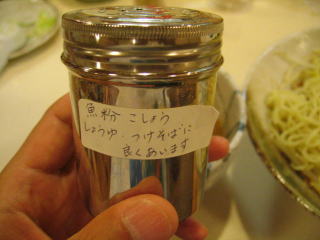 魚粉 こしょう
しょうゆ・つけそばに
良くあいます